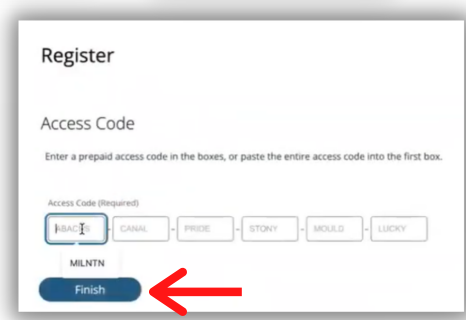 Register
Access Code
Enter a prepaid access code in the boxes, or paste the entire access code into the first box.
Access Code (Required)
ABACUS - CANAL - PRIDE - STONY - MOULD - LUCKY
MILNTN
Finish